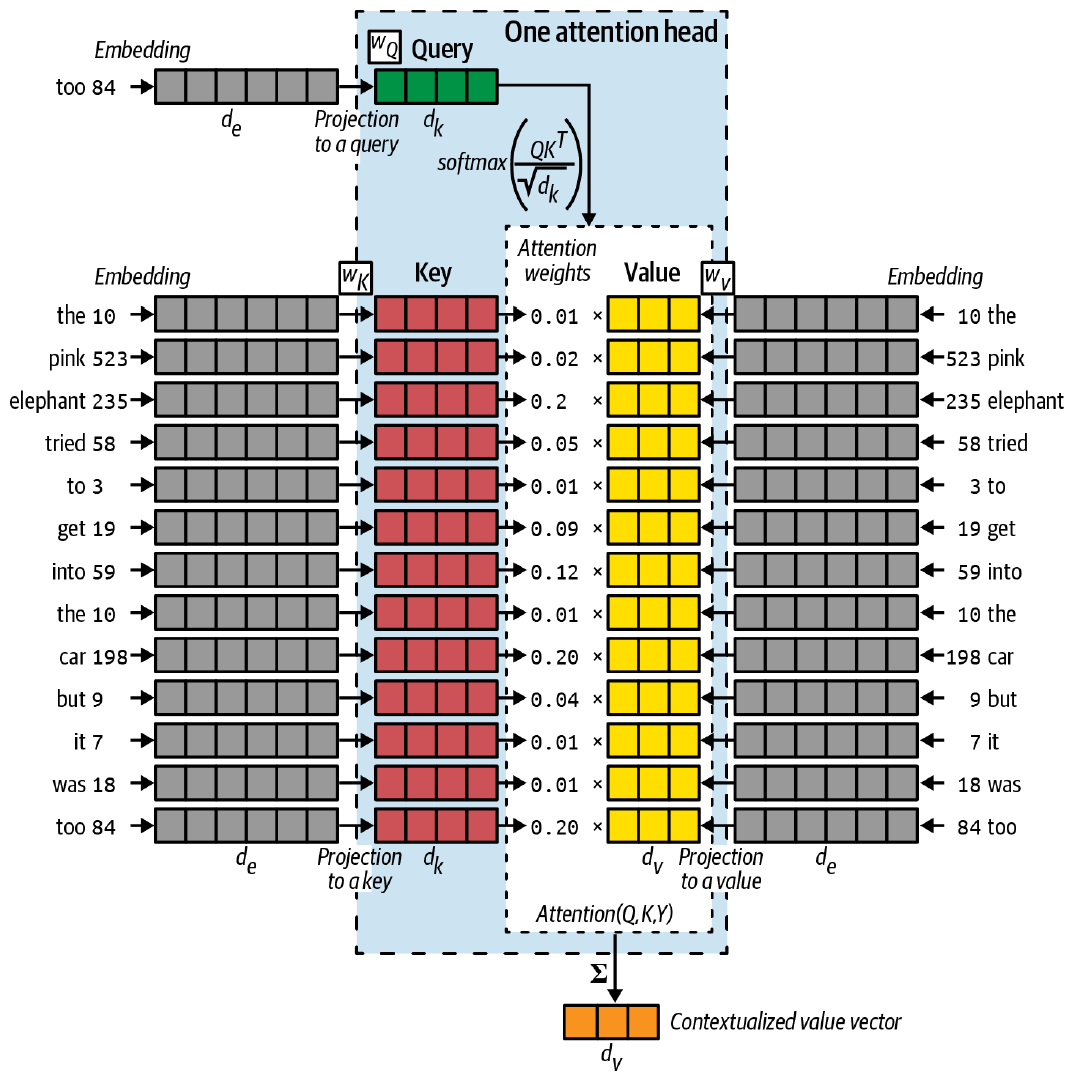 One attention head
Embedding
W_Q Query
too 84
d_e
Projection
to a query
d_k
softmax(QK^T / √d_k)
Attention
weights
Embedding
W_K
Key
Value
W_V
Embedding
the 10 0.01 × 10 the
pink 523 0.02 × 523 pink
elephant 235 0.2 × 235 elephant
tried 58 0.05 × 58 tried
to 3 0.01 × 3 to
get 19 0.09 × 19 get
into 59 0.12 × 59 into
the 10 0.01 × 10 the
car 198 0.20 × 198 car
but 9 0.04 × 9 but
it 7 0.01 × 7 it
was 18 0.01 × 18 was
too 84 0.20 × 84 too
d_e
Projection
to a key
d_k
d_v
Projection
to a value
d_e
Attention(Q,K,Y)
Σ
Contextualized value vector
d_v